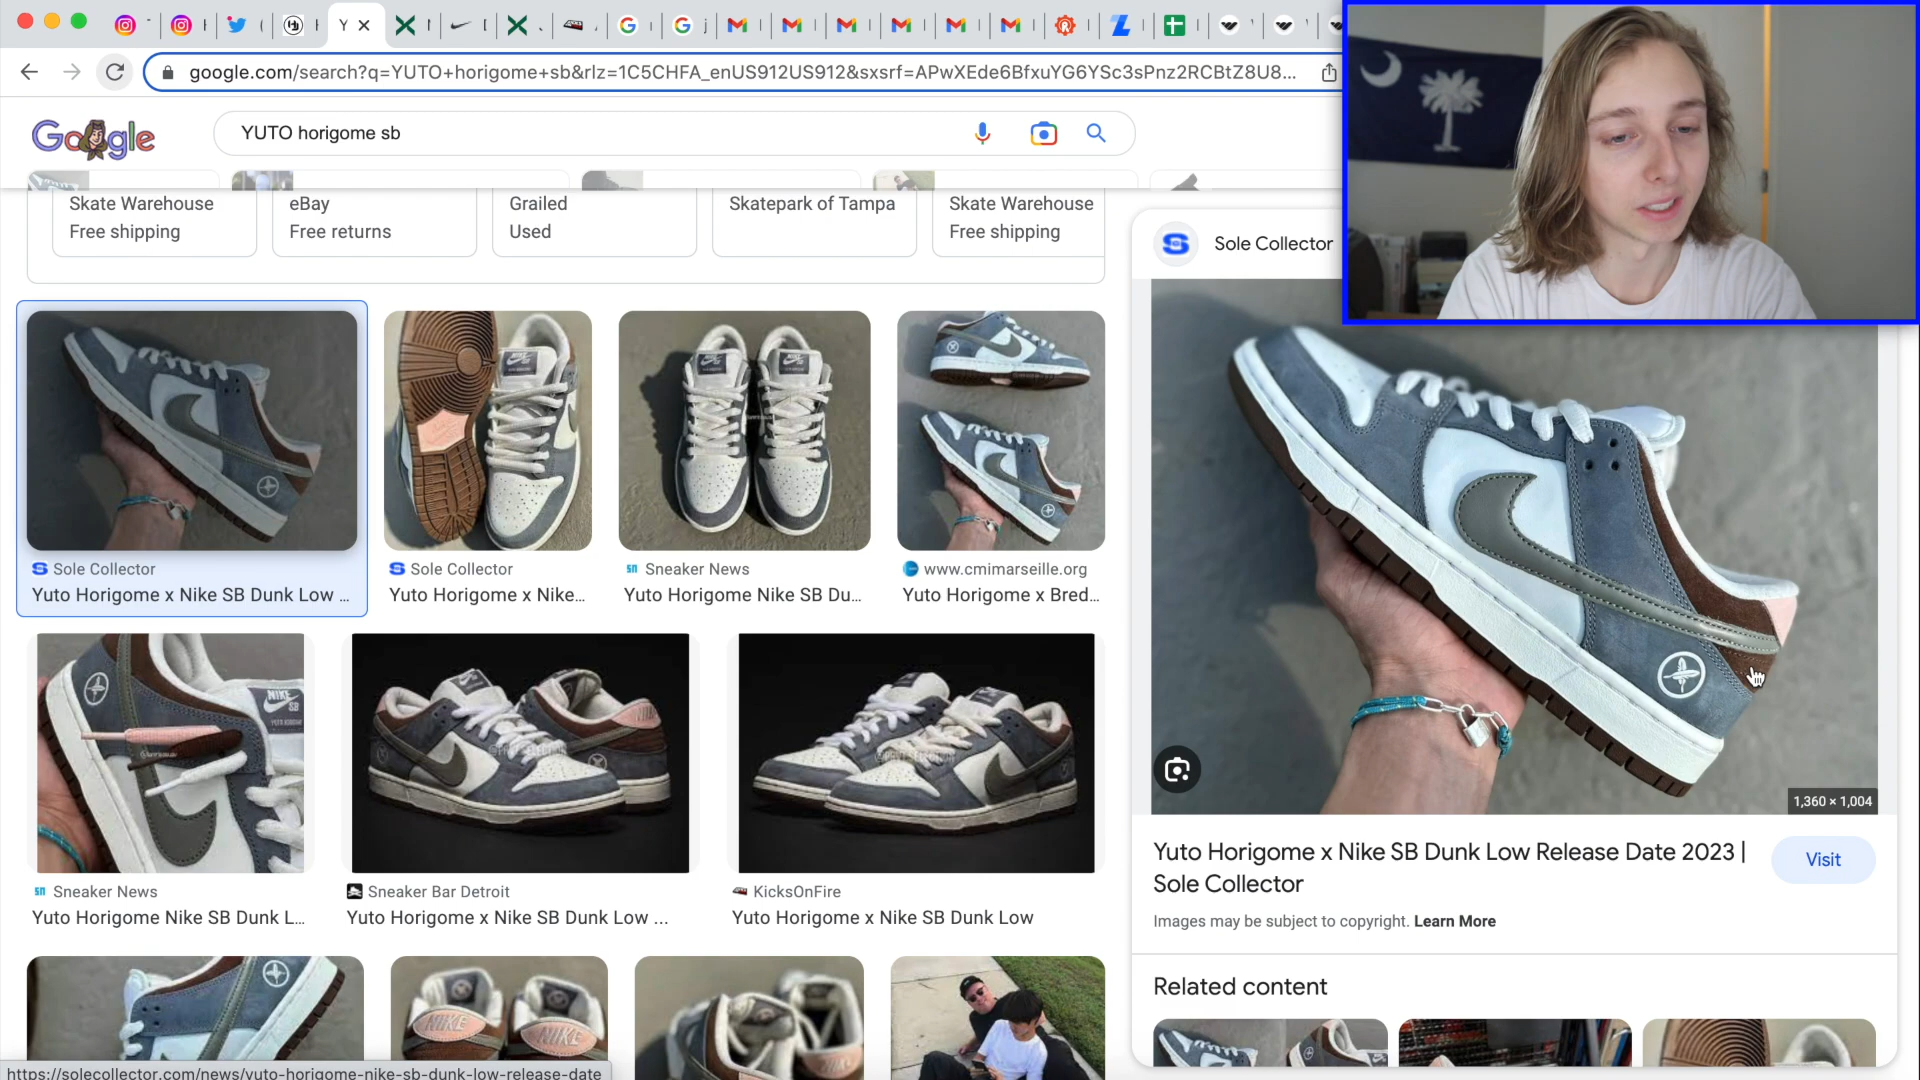 Y
google.com/search?q=YUTO+horigome+sb&rlz=1C5CHFA_enUS912US912&sxsrf=APwXEde6BfxuYG6YSc3sPnz2RCBtZ8U8...
Google
YUTO horigome sb
Skate Warehouse
Free shipping
eBay
Free returns
Grailed
Used
Skatepark of Tampa
Skate Warehouse
Free shipping
Sole Collector
Sole Collector
Yuto Horigome x Nike SB Dunk Low ...
Sole Collector
Yuto Horigome x Nike...
Sneaker News
Yuto Horigome Nike SB Du...
www.cmimarseille.org
Yuto Horigome x Bred...
1,360 × 1,004
Yuto Horigome x Nike SB Dunk Low Release Date 2023 |
Sole Collector
Visit
Images may be subject to copyright. Learn More
NIKE
SB
Sneaker News
Yuto Horigome Nike SB Dunk L...
Sneaker Bar Detroit
Yuto Horigome x Nike SB Dunk Low ...
KicksOnFire
Yuto Horigome x Nike SB Dunk Low
Related content
NIKE
NIKE
https://solecollector.com/news/yuto-horigome-nike-sb-dunk-low-release-date